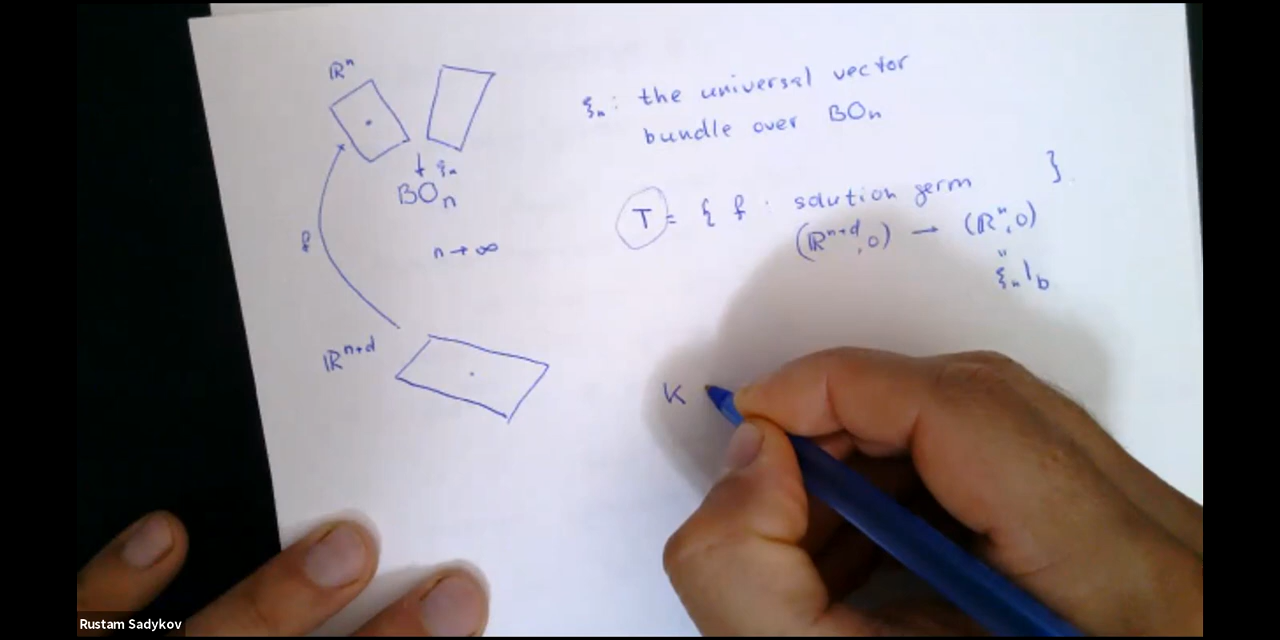 ℝⁿ
↓ ξₙ
BOₙ
f
n → ∞
ℝⁿ⁺ᵈ
ξₙ: the universal vector
bundle over BOₙ
T = { f : solution germ }
(ℝⁿ⁺ᵈ, 0) → (ℝⁿ, 0)
"
ξₙ|b
K
Rustam Sadykov